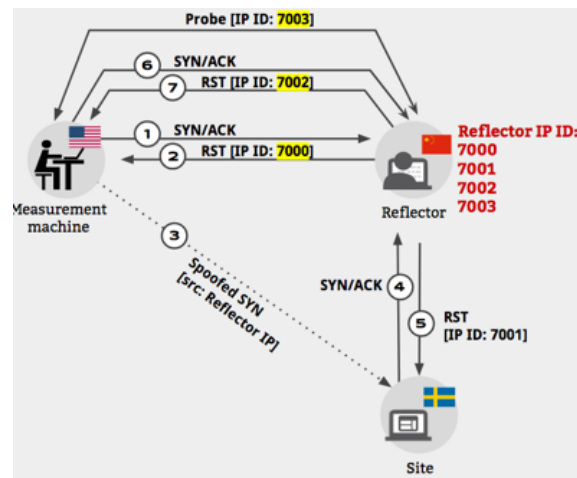 Probe [IP ID: 7003]
6 SYN/ACK
7 RST [IP ID: 7002]
1 SYN/ACK
2 RST [IP ID: 7000]
Reflector IP ID:
7000
7001
7002
7003
Measurement
machine
Reflector
3
Spoofed SYN
[src: Reflector IP]
SYN/ACK 4
5 RST
[IP ID: 7001]
Site